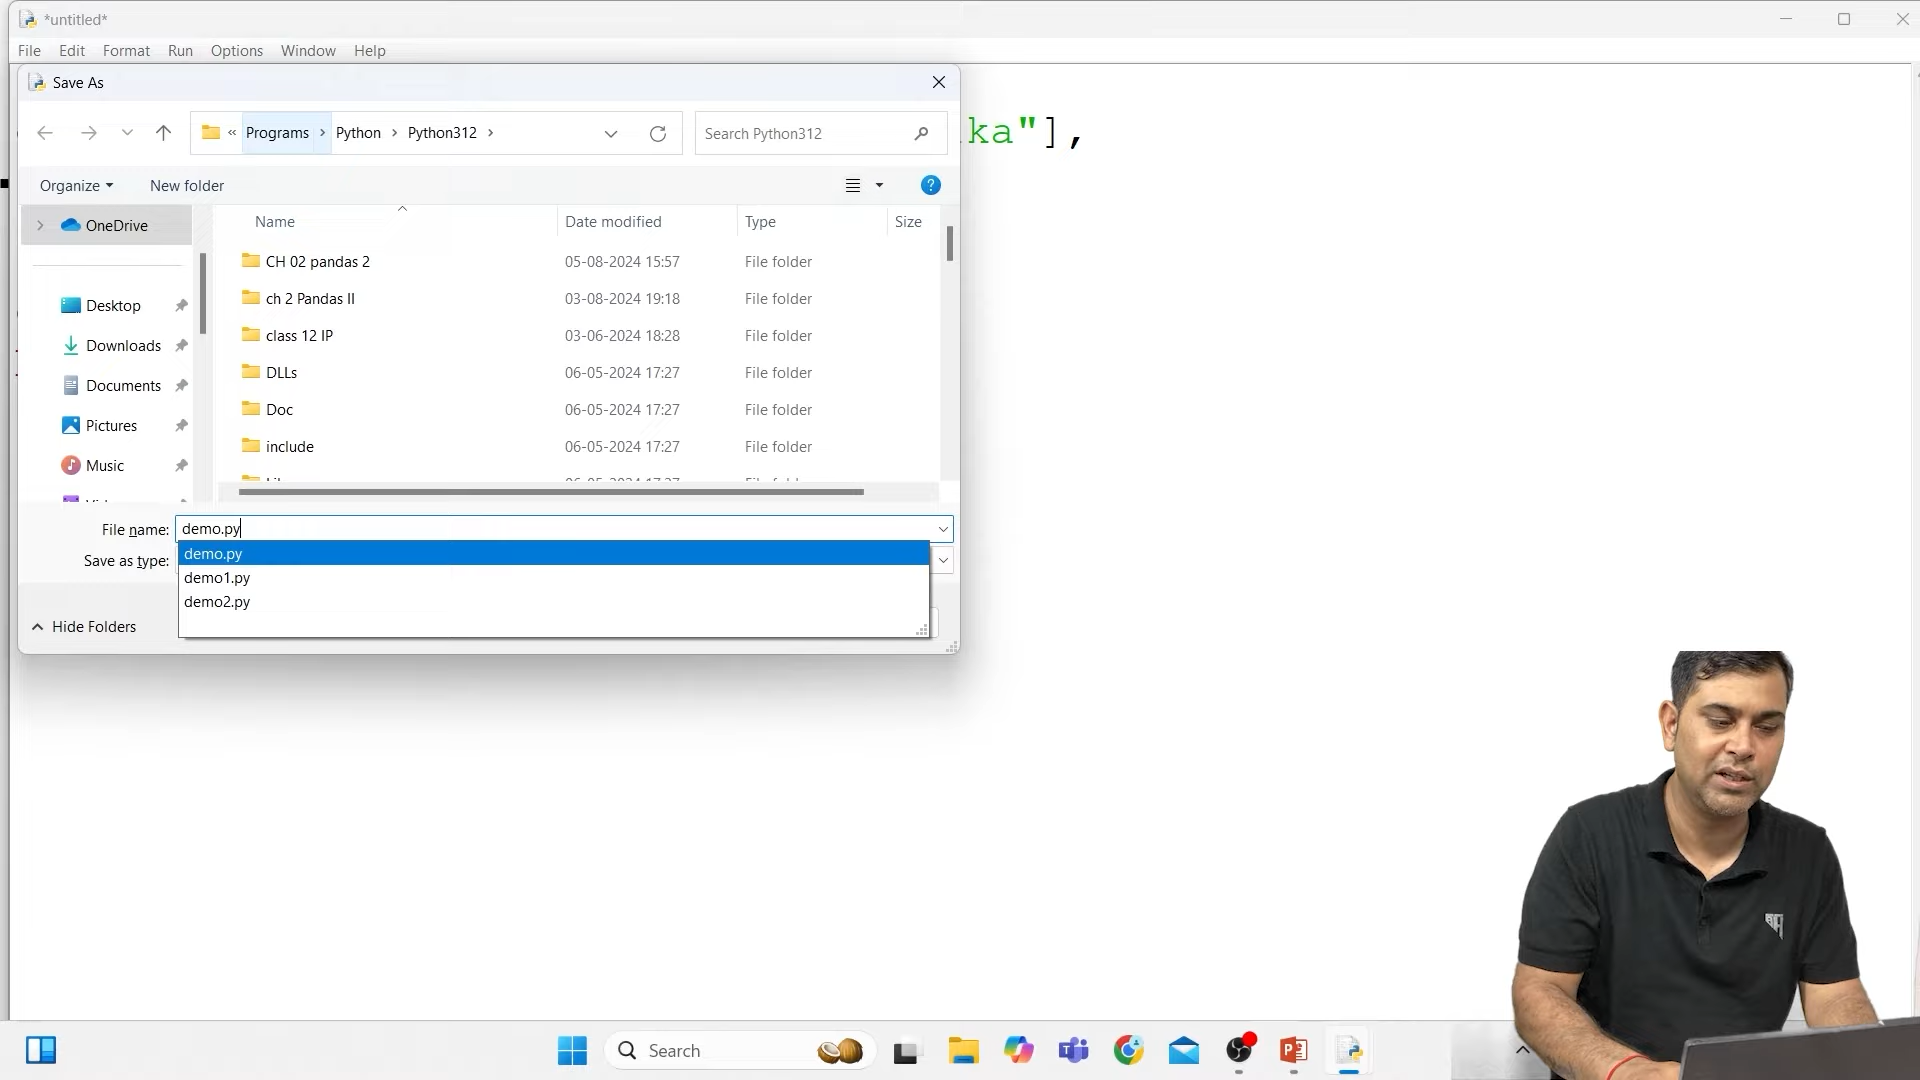 *untitled*
File Edit Format Run Options Window Help
Save As
« Programs > Python > Python312 >
Search Python312
ka"],
Organize New folder
OneDrive
Desktop
Downloads
Documents
Pictures
Music
Name Date modified Type Size
CH 02 pandas 2 05-08-2024 15:57 File folder
ch 2 Pandas II 03-08-2024 19:18 File folder
class 12 IP 03-06-2024 18:28 File folder
DLLs 06-05-2024 17:27 File folder
Doc 06-05-2024 17:27 File folder
include 06-05-2024 17:27 File folder
File name: demo.py
Save as type:
demo.py
demo1.py
demo2.py
Hide Folders
Search